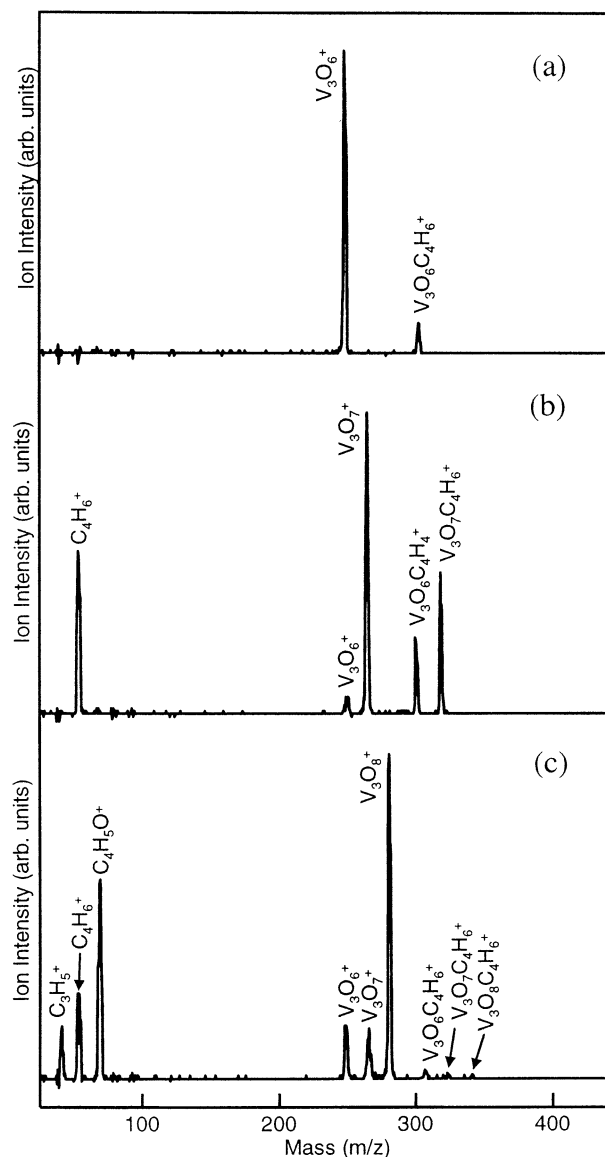 (a)
Ion Intensity (arb. units)
V₃O₆⁺
V₃O₆C₄H₆⁺
(b)
Ion Intensity (arb. units)
C₄H₆⁺
V₃O₆⁺
V₃O₇⁺
V₃O₆C₄H₄⁺
V₃O₇C₄H₆⁺
(c)
Ion Intensity (arb. units)
C₃H₅⁺
C₄H₆⁺
C₄H₅O⁺
V₃O₆⁺
V₃O₇⁺
V₃O₈⁺
V₃O₆C₄H₆⁺
V₃O₇C₄H₆⁺
V₃O₈C₄H₆⁺
100 200 300 400
Mass (m/z)